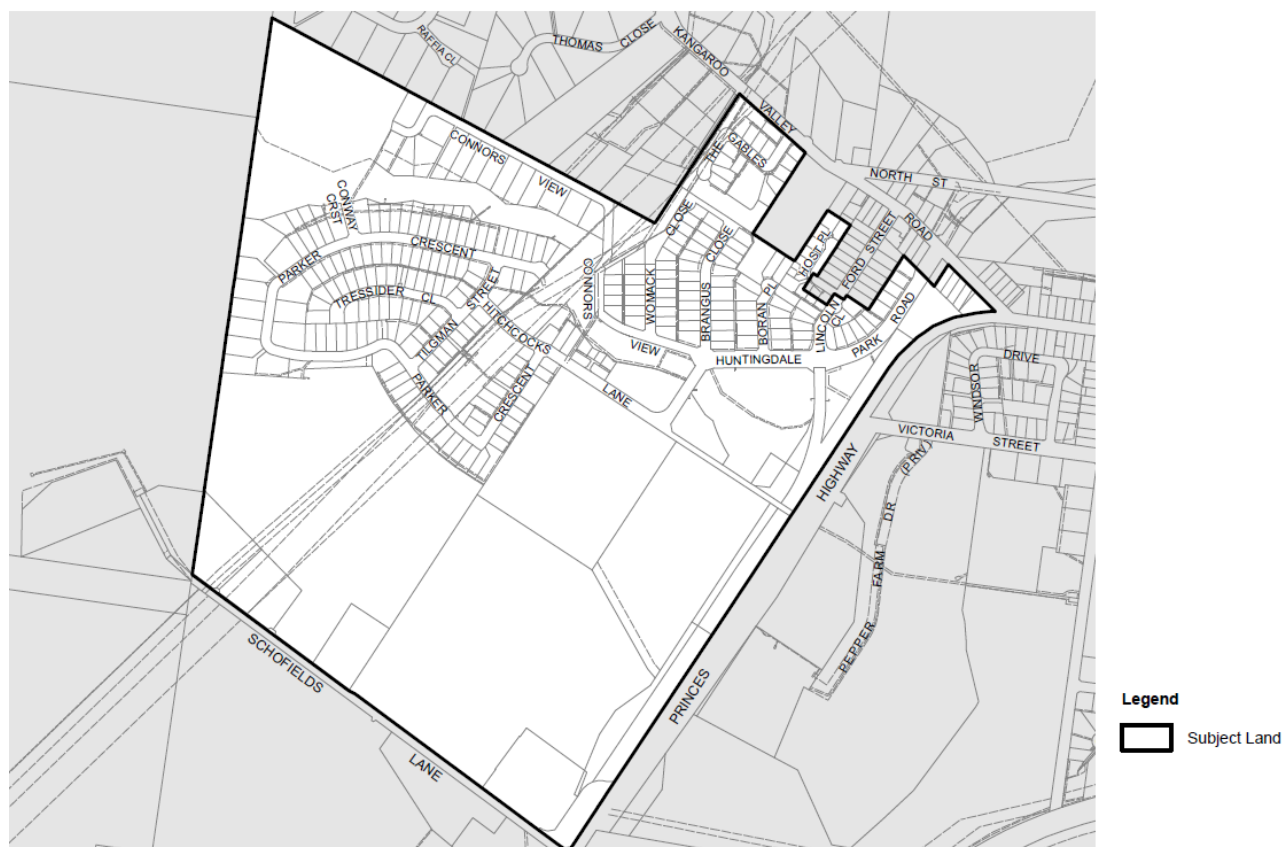 RAFFIA CL
THOMAS CLOSE
KANGAROO VALLEY ROAD
CONNORS VIEW
THE GABLES
NORTH ST
CONWAY CRST
PARKER CRESCENT
CLOSE
CLOSE
HOST PL
FORD STREET
TRESSIDER CL
TILGMAN STREET
HITCHCOCKS LANE
CONNORS VIEW
WOMACK
BRANGUS
BORAN PL
LINCOLN CL
PARK ROAD
HUNTINGDALE
PARKER CRESCENT
WINDSOR DRIVE
VICTORIA STREET
(PRIV)
PEPPER FARM DR
PRINCES HIGHWAY
SCHOFIELDS LANE
Legend
Subject Land